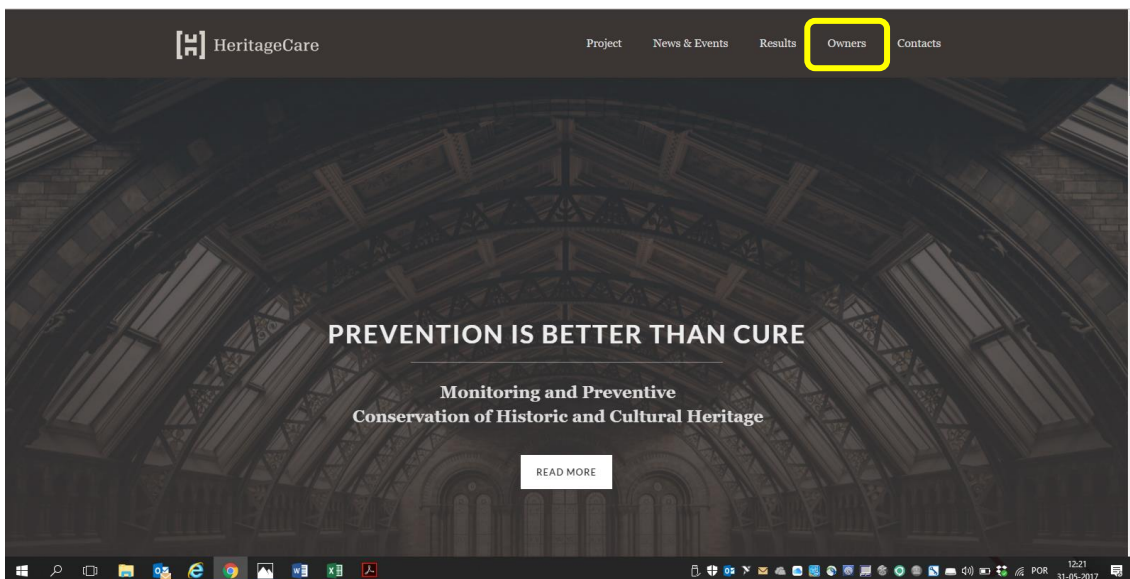 HeritageCare
Project News & Events Results Owners Contacts
PREVENTION IS BETTER THAN CURE
Monitoring and Preventive
Conservation of Historic and Cultural Heritage
READ MORE
POR
12:21
31-05-2017